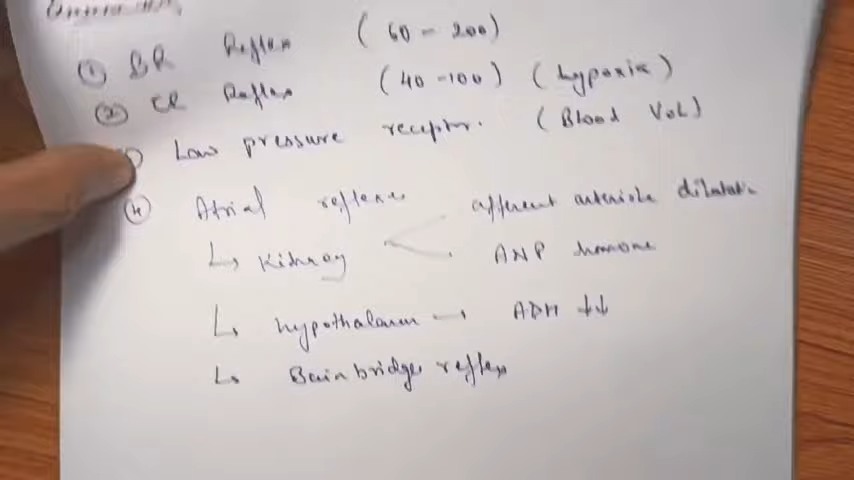 ① BR Reflex (60 - 200)
② CR Reflex (40 - 100) (hypoxia)
Low pressure receptor. (Blood Vol)
④ Atrial reflexes afferent arteriole dilatation
↳ Kidney ANP hormone
↳ hypothalamus → ADH ↓↓
↳ Bainbridge reflex